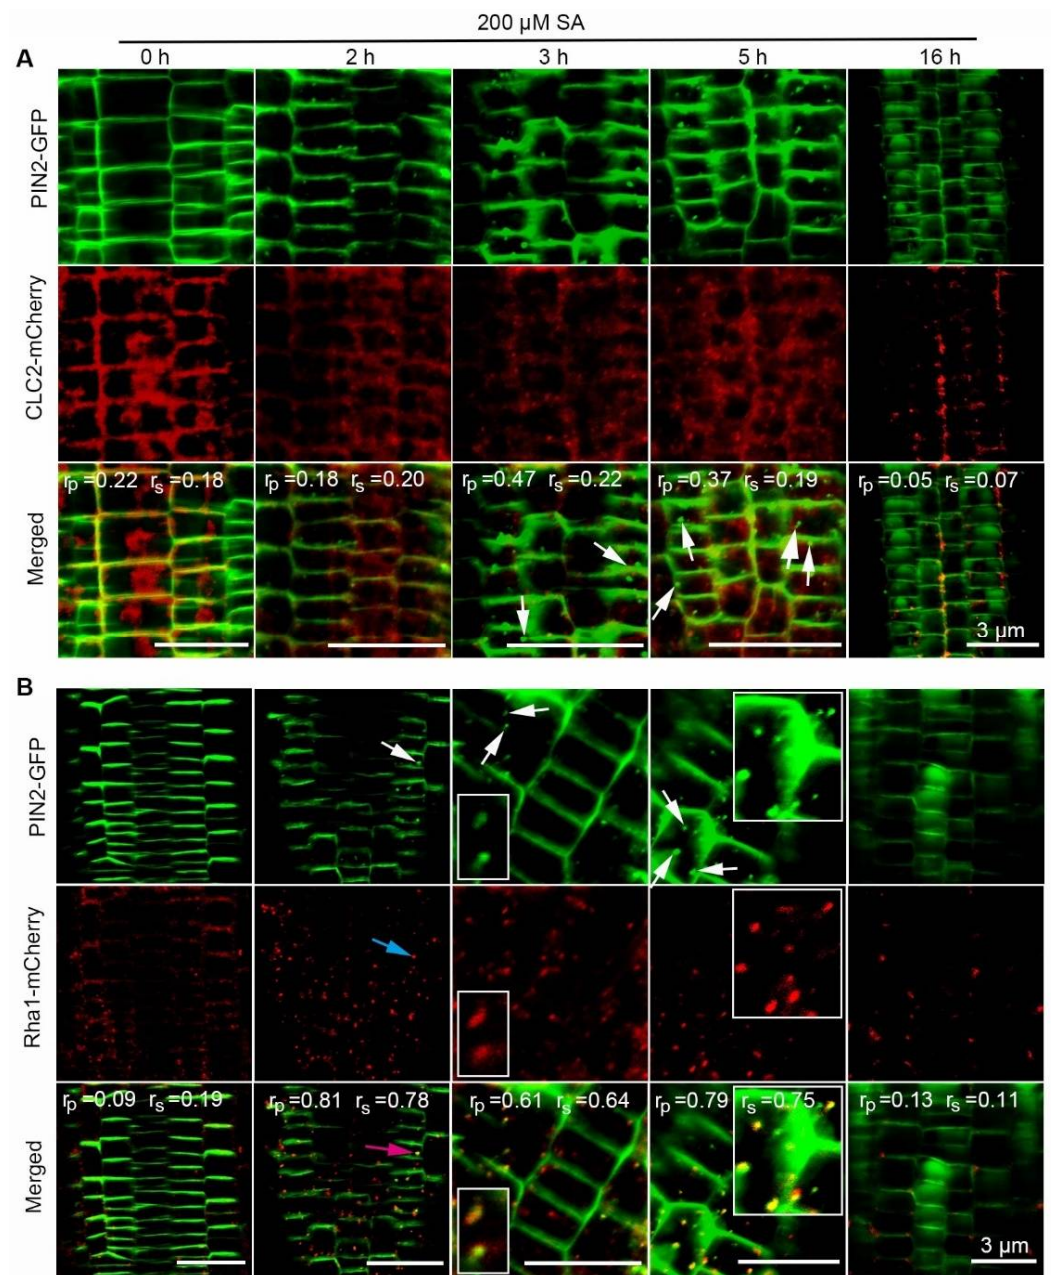 200 µM SA
A 0 h 2 h 3 h 5 h 16 h
PIN2-GFP
CLC2-mCherry
Merged
rp=0.22 rs=0.18 rp=0.18 rs=0.20 rp=0.47 rs=0.22 rp=0.37 rs=0.19 rp=0.05 rs=0.07
3 µm
B
PIN2-GFP
Rha1-mCherry
Merged
rp=0.09 rs=0.19 rp=0.81 rs=0.78 rp=0.61 rs=0.64 rp=0.79 rs=0.75 rp=0.13 rs=0.11
3 µm